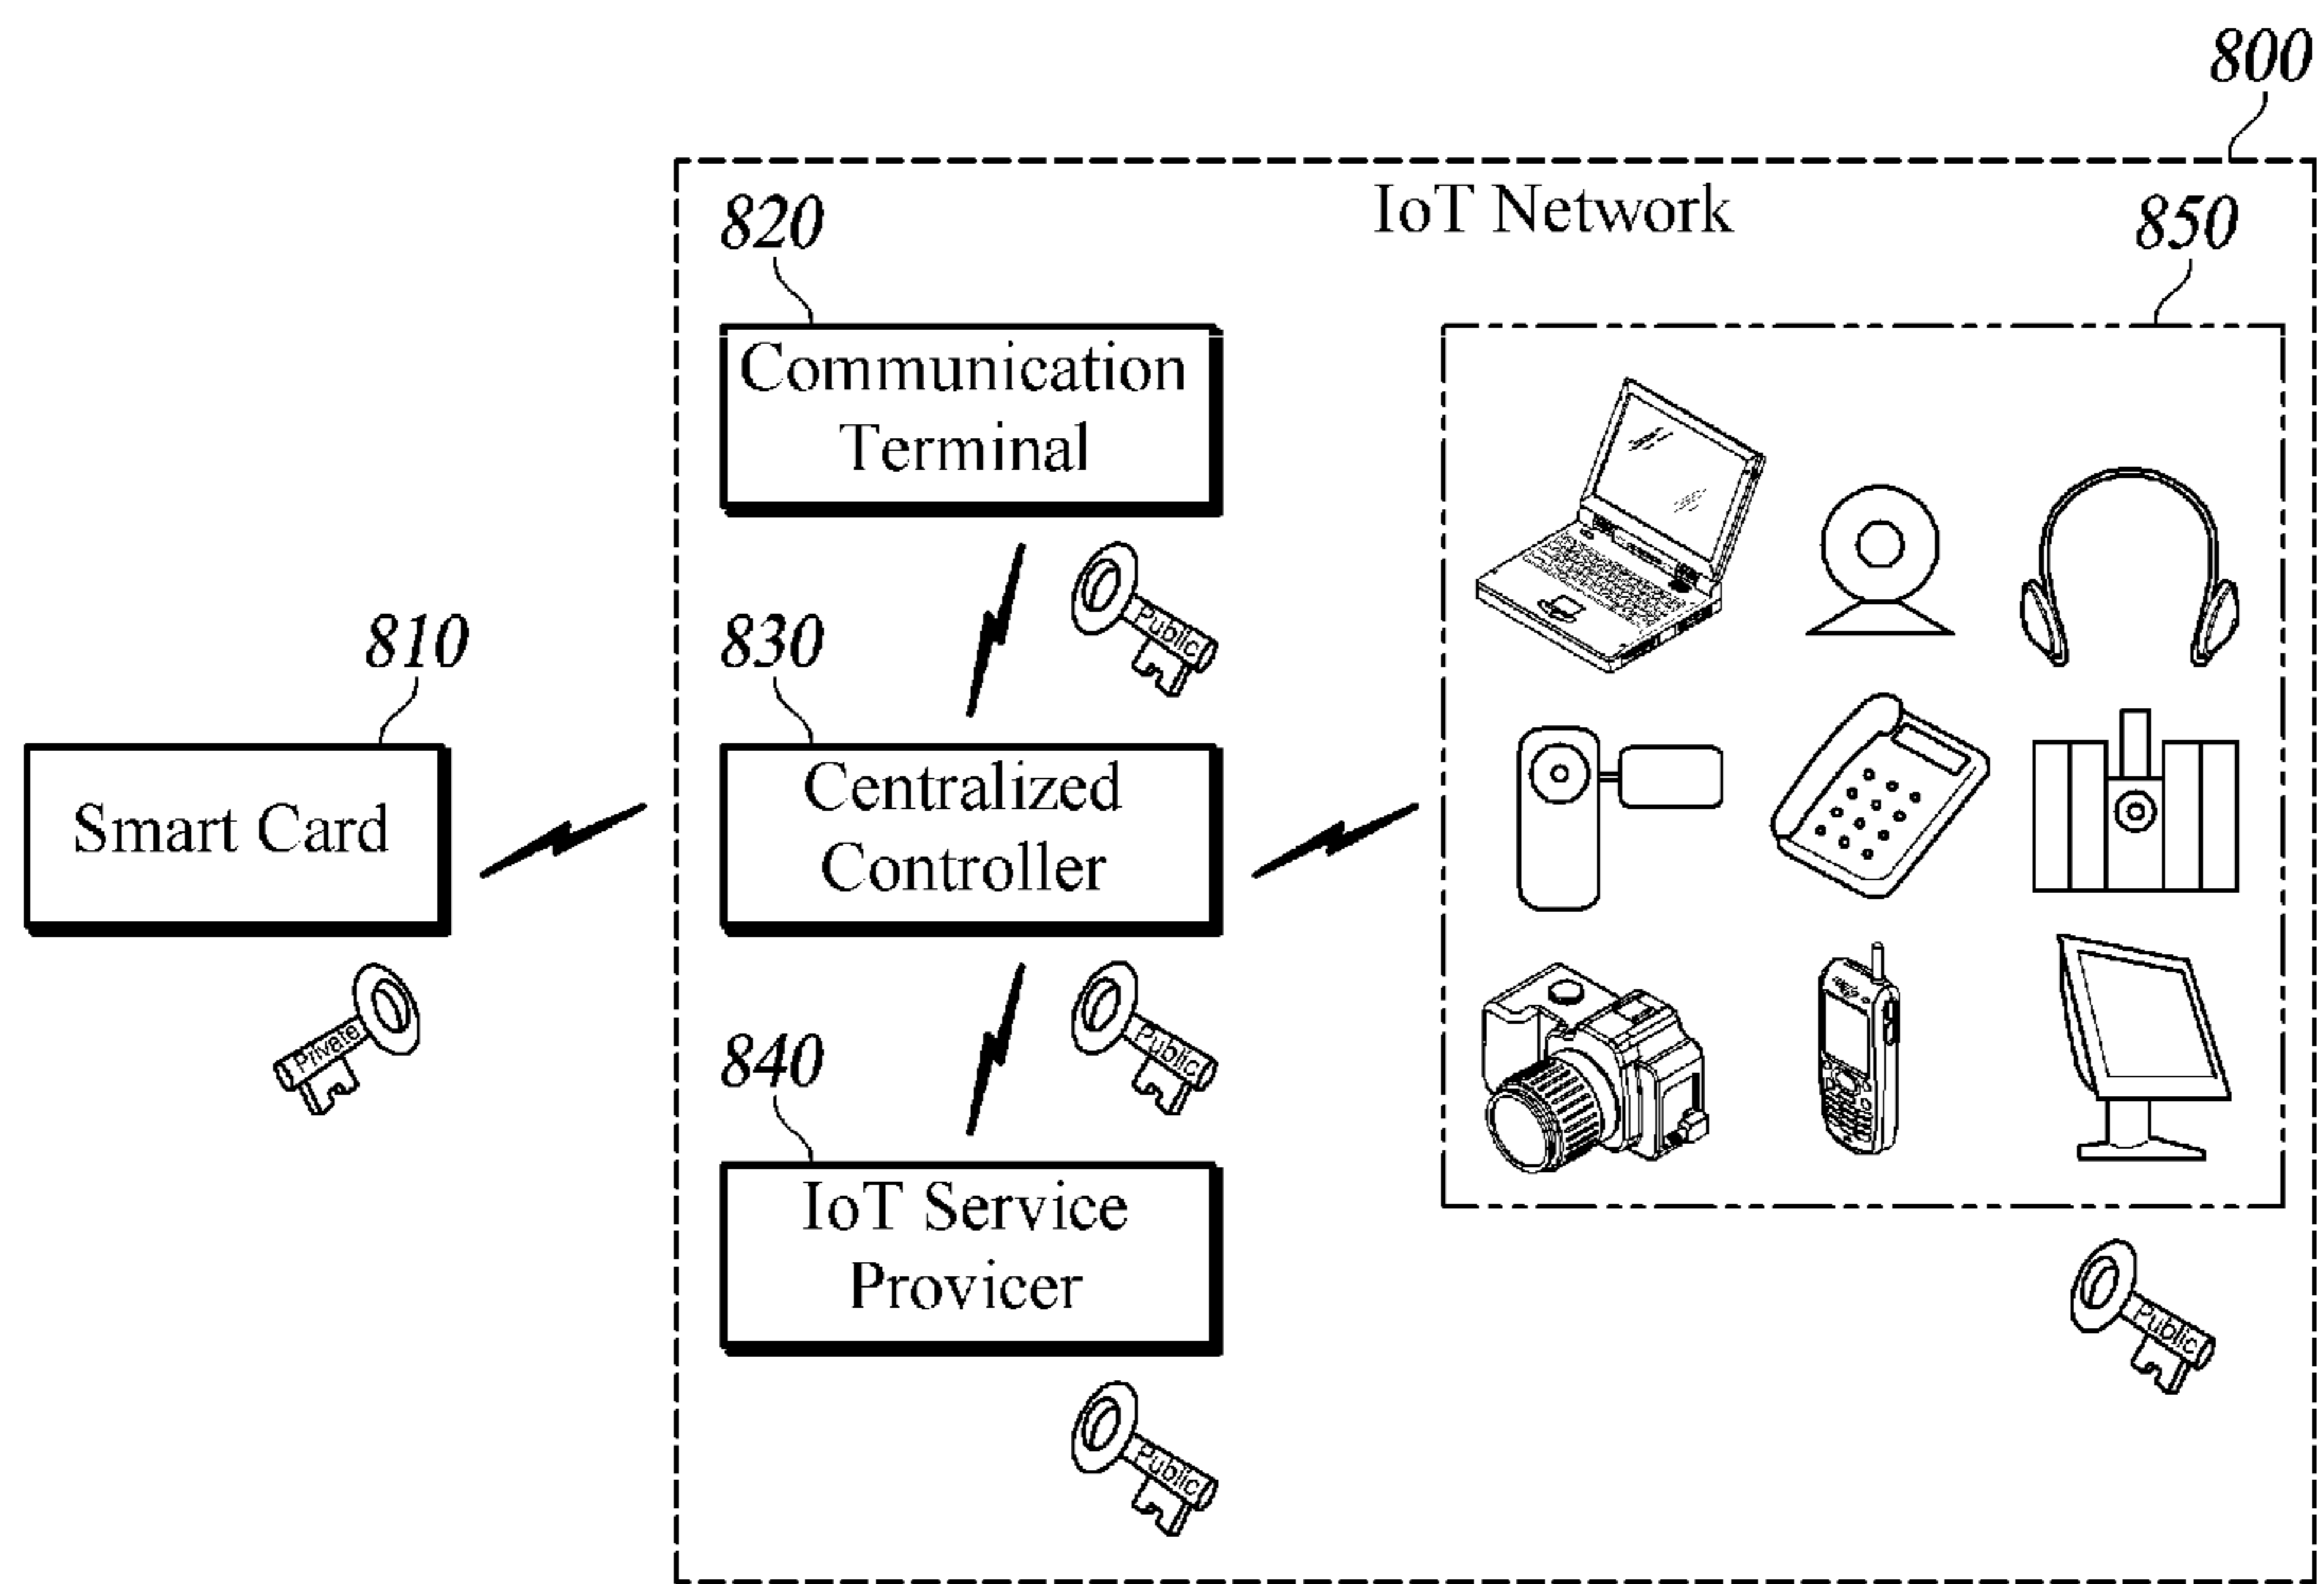 800
IoT Network
820
850
Communication
Terminal
Public
810
830
Smart Card
Centralized
Controller
Private
Public
840
IoT Service
Provicer
Public
Public